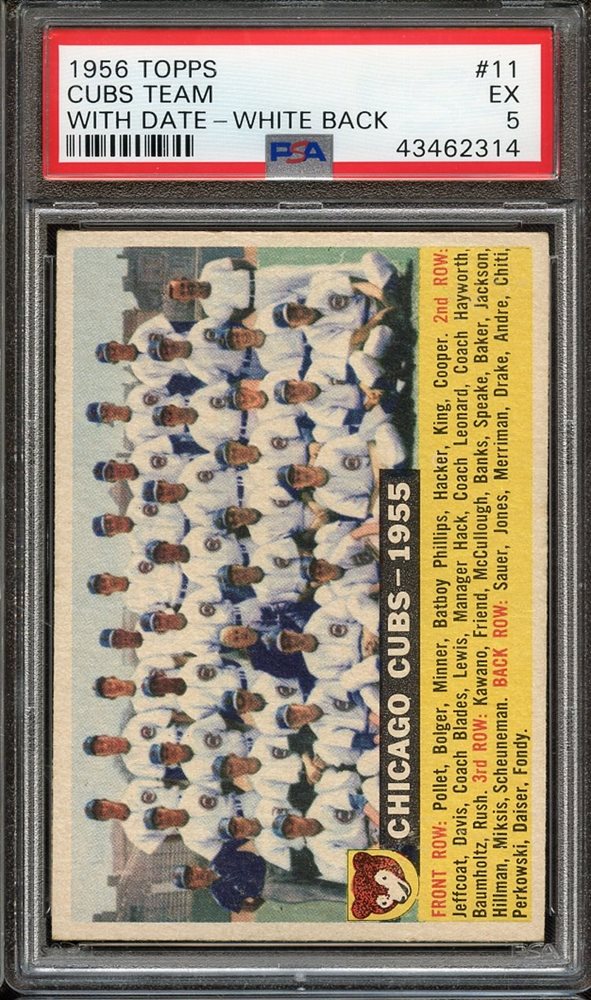 1956 TOPPS #11
CUBS TEAM EX
WITH DATE-WHITE BACK 5
PSA 43462314
CHICAGO CUBS-1955
FRONT ROW: Pollet, Bolger, Minner, Batboy Phillips, Hacker, King, Cooper. 2nd ROW:
Jeffcoat, Davis, Coach Blades, Lewis, Manager Hack, Coach Leonard, Coach Hayworth,
Baumholtz, Rush. 3rd ROW: Kawano, Friend, McCullough, Banks, Speake, Baker, Jackson,
Hillman, Miksis, Scheuneman. BACK ROW: Sauer, Jones, Merriman, Drake, Andre, Chiti,
Perkowski, Daiser, Fondy.
PSA